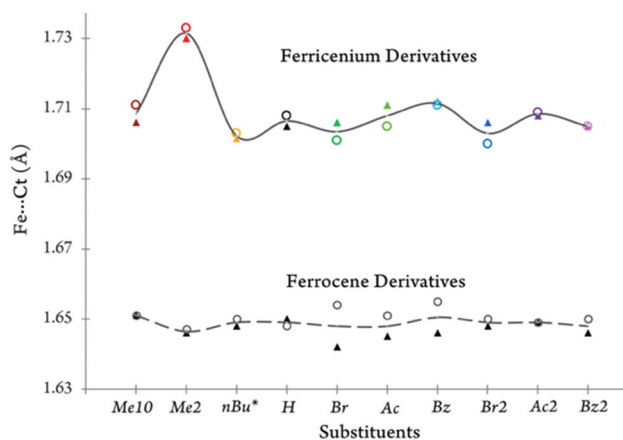 1.73
Ferricenium Derivatives
1.71
1.69
Fe···Ct (Å)
1.67
Ferrocene Derivatives
1.65
1.63
Me10 Me2 nBu* H Br Ac Bz Br2 Ac2 Bz2
Substituents